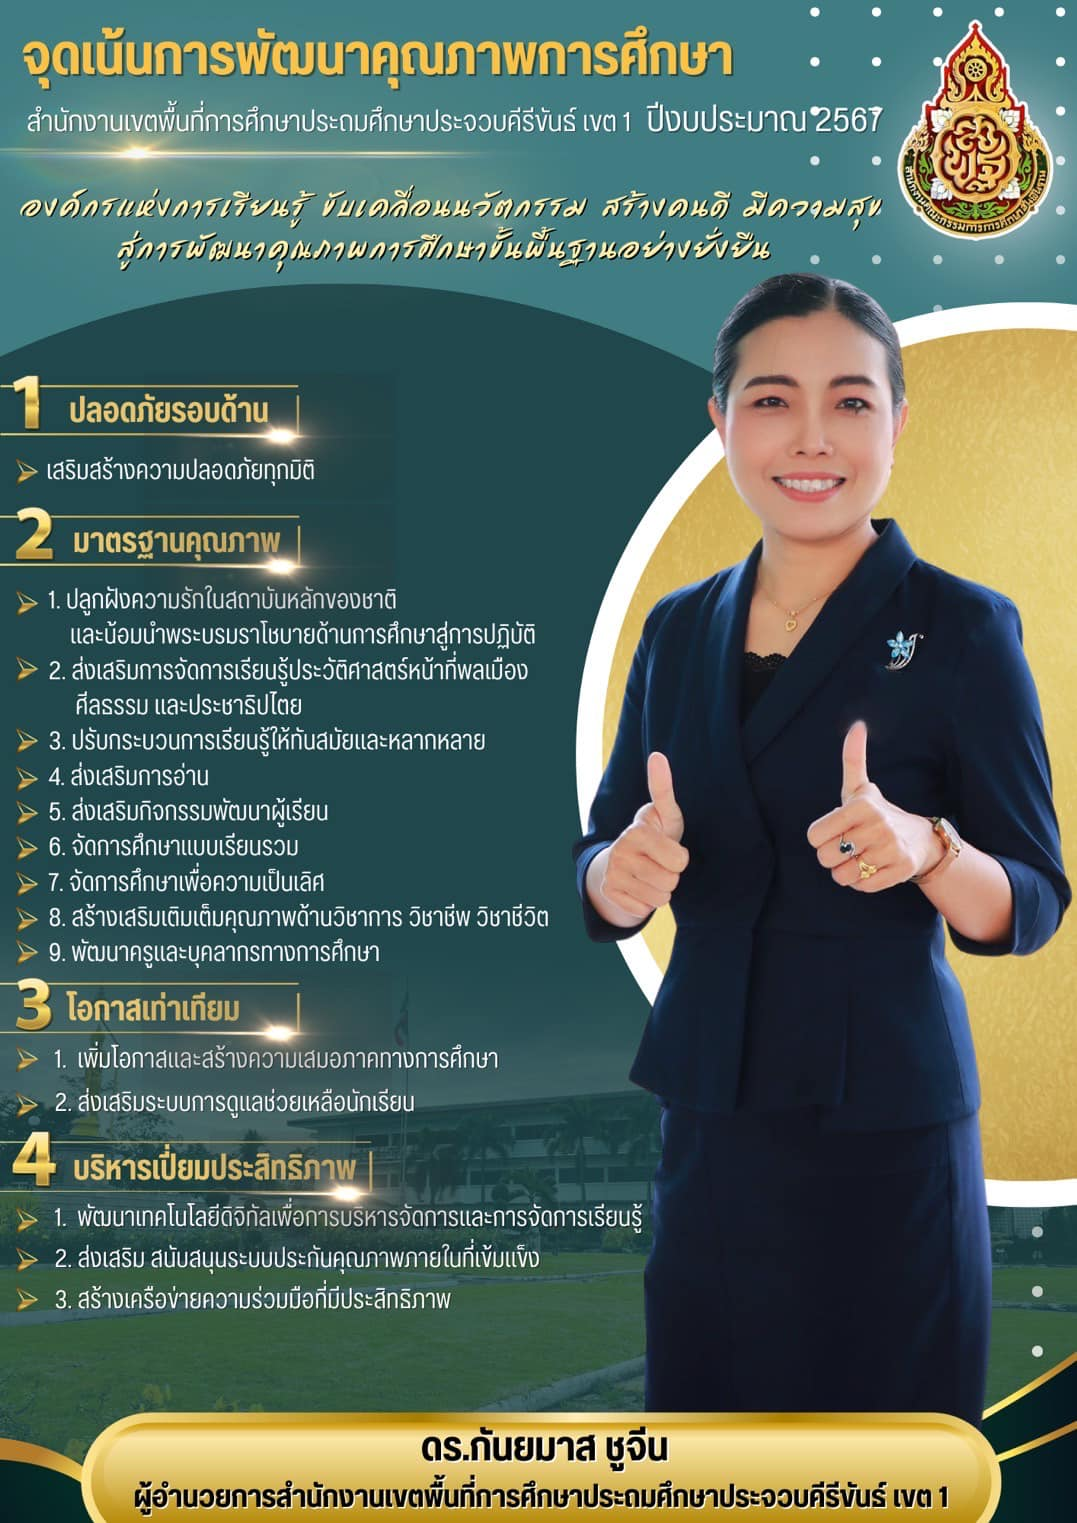 จุดเน้นการพัฒนาคุณภาพการศึกษา
สำนักงานเขตพื้นที่การศึกษาประถมศึกษาประจวบคีรีขันธ์ เขต 1 ปีงบประมาณ 2567
องค์กรแห่งการเรียนรู้ ขับเคลื่อนนวัตกรรม สร้างคนดี มีความสุข
สู่การพัฒนาคุณภาพการศึกษาขั้นพื้นฐานอย่างยั่งยืน
สพฐ
สำนักงานคณะกรรมการการศึกษาขั้นพื้นฐาน
1 ปลอดภัยรอบด้าน
เสริมสร้างความปลอดภัยทุกมิติ
2 มาตรฐานคุณภาพ
1. ปลูกฝังความรักในสถาบันหลักของชาติ
และน้อมนำพระบรมราโชบายด้านการศึกษาสู่การปฏิบัติ
2. ส่งเสริมการจัดการเรียนรู้ประวัติศาสตร์หน้าที่พลเมือง
ศีลธรรม และประชาธิปไตย
3. ปรับกระบวนการเรียนรู้ให้ทันสมัยและหลากหลาย
4. ส่งเสริมการอ่าน
5. ส่งเสริมกิจกรรมพัฒนาผู้เรียน
6. จัดการศึกษาแบบเรียนรวม
7. จัดการศึกษาเพื่อความเป็นเลิศ
8. สร้างเสริมเติมเต็มคุณภาพด้านวิชาการ วิชาชีพ วิชาชีวิต
9. พัฒนาครูและบุคลากรทางการศึกษา
3 โอกาสเท่าเทียม
1. เพิ่มโอกาสและสร้างความเสมอภาคทางการศึกษา
2. ส่งเสริมระบบการดูแลช่วยเหลือนักเรียน
4 บริหารเปี่ยมประสิทธิภาพ
1. พัฒนาเทคโนโลยีดิจิทัลเพื่อการบริหารจัดการและการจัดการเรียนรู้
2. ส่งเสริม สนับสนุนระบบประกันคุณภาพภายในที่เข้มแข็ง
3. สร้างเครือข่ายความร่วมมือที่มีประสิทธิภาพ
ดร.กันยมาส ชูจีน
ผู้อำนวยการสำนักงานเขตพื้นที่การศึกษาประถมศึกษาประจวบคีรีขันธ์ เขต 1